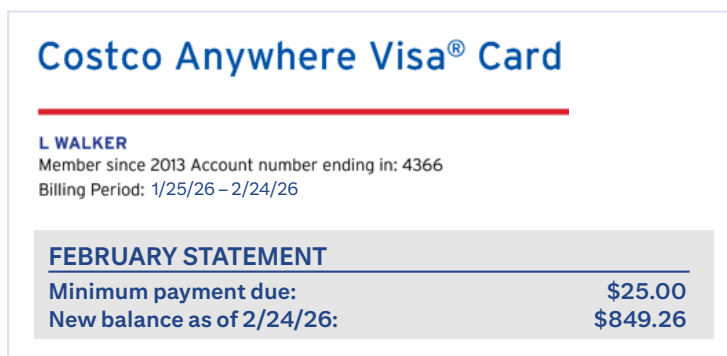 Costco Anywhere Visa® Card
L WALKER
Member since 2013 Account number ending in: 4366
Billing Period: 1/25/26 – 2/24/26
FEBRUARY STATEMENT
Minimum payment due: $25.00
New balance as of 2/24/26: $849.26